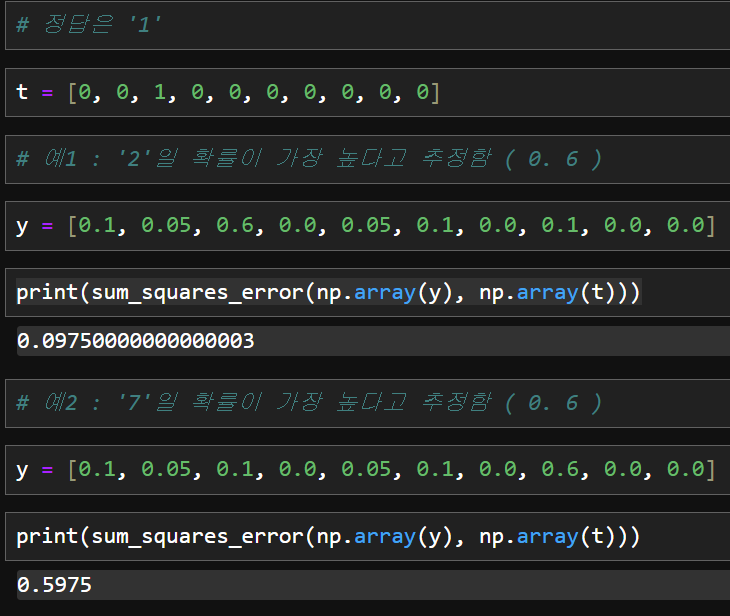 # 정답은 '1'
t = [0, 0, 1, 0, 0, 0, 0, 0, 0, 0]
# 예1 : '2'일 확률이 가장 높다고 추정함 ( 0. 6 )
y = [0.1, 0.05, 0.6, 0.0, 0.05, 0.1, 0.0, 0.1, 0.0, 0.0]
print(sum_squares_error(np.array(y), np.array(t)))
0.09750000000000003
# 예2 : '7'일 확률이 가장 높다고 추정함 ( 0. 6 )
y = [0.1, 0.05, 0.1, 0.0, 0.05, 0.1, 0.0, 0.6, 0.0, 0.0]
print(sum_squares_error(np.array(y), np.array(t)))
0.5975